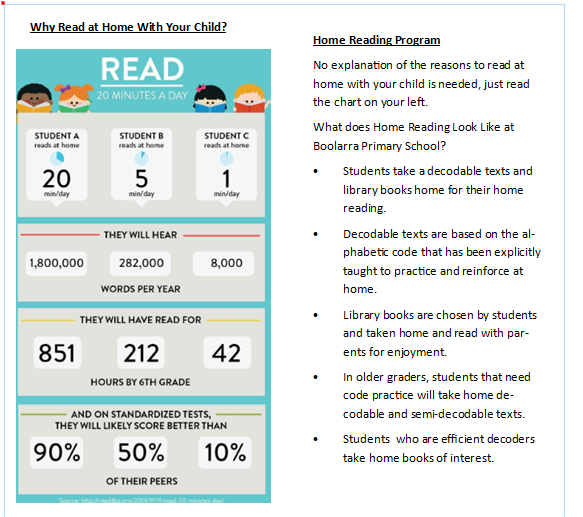 Why Read at Home With Your Child?
READ
20 MINUTES A DAY
STUDENT A
reads at home
20
min/day
STUDENT B
reads at home
5
min/day
STUDENT C
reads at home
1
min/day
THEY WILL HEAR
1,800,000 282,000 8,000
WORDS PER YEAR
THEY WILL HAVE READ FOR
851 212 42
HOURS BY 6TH GRADE
AND ON STANDARDIZED TESTS,
THEY WILL LIKELY SCORE BETTER THAN
90% 50% 10%
OF THEIR PEERS
Home Reading Program
No explanation of the reasons to read at
home with your child is needed, just read
the chart on your left.
What does Home Reading Look Like at
Boolarra Primary School?
• Students take a decodable texts and
library books home for their home
reading.
• Decodable texts are based on the al-
phabetic code that has been explicitly
taught to practice and reinforce at
home.
• Library books are chosen by students
and taken home and read with par-
ents for enjoyment.
• In older graders, students that need
code practice will take home de-
codable and semi-decodable texts.
• Students who are efficient decoders
take home books of interest.